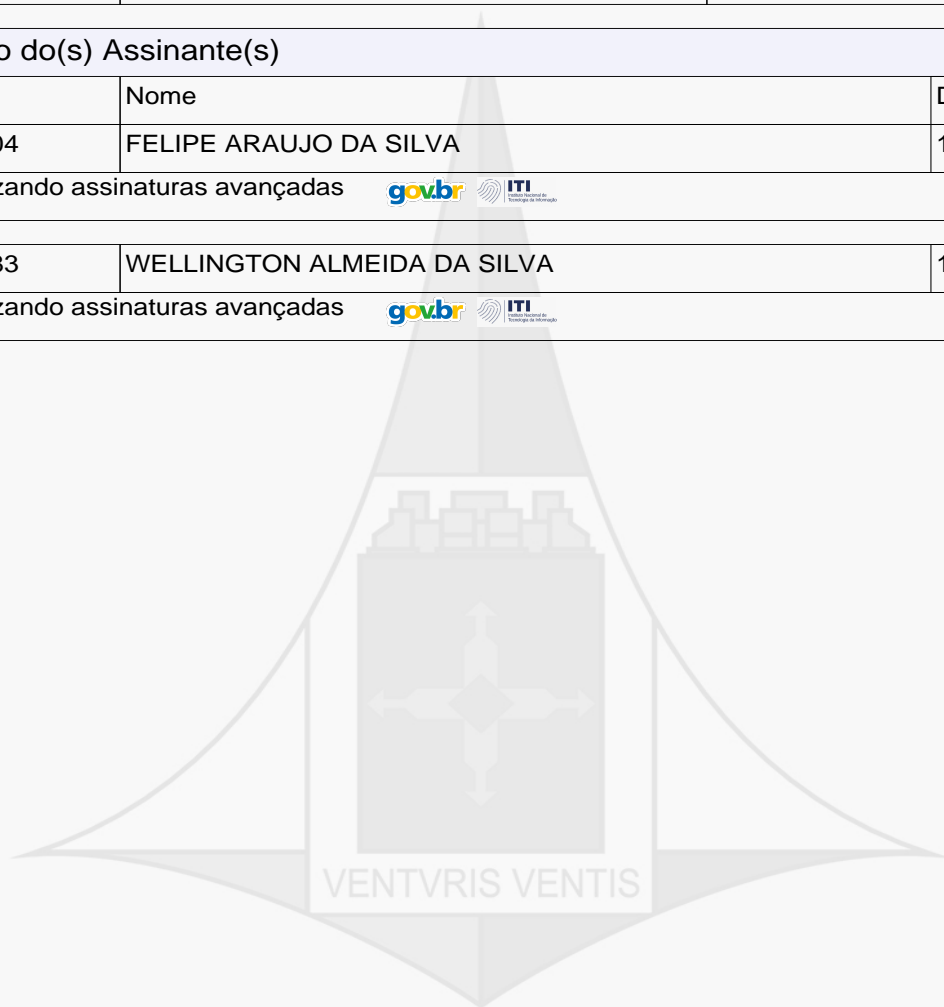 o do(s) Assinante(s)
Nome
04 FELIPE ARAUJO DA SILVA 1
zando assinaturas avançadas gov.br ITI
33 WELLINGTON ALMEIDA DA SILVA 1
zando assinaturas avançadas gov.br ITI
VENTVRIS VENTIS